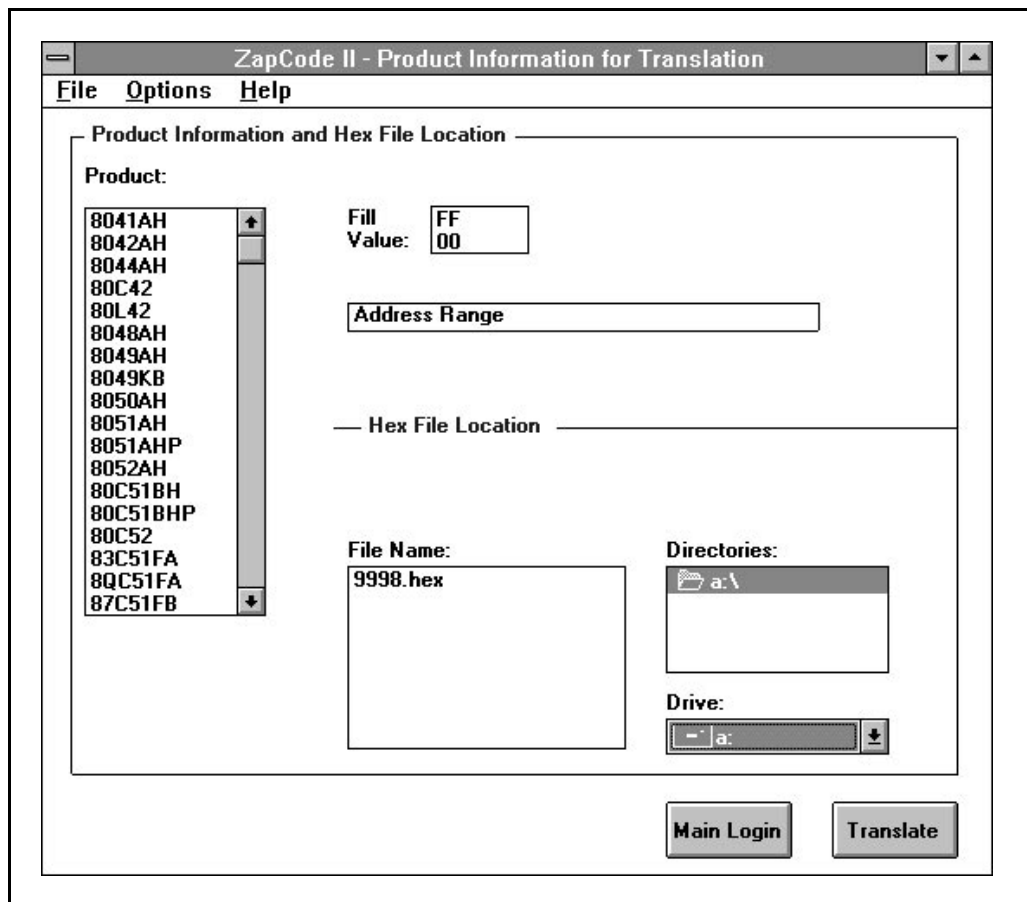 ZapCode II - Product Information for Translation
File Options Help
Product Information and Hex File Location
Product:
8041AH
8042AH
8044AH
80C42
80L42
8048AH
8049AH
8049KB
8050AH
8051AH
8051AHP
8052AH
80C51BH
80C51BHP
80C52
83C51FA
8QC51FA
87C51FB
Fill
Value:
FF
00
Address Range
Hex File Location
File Name:
9998.hex
Directories:
a:\
Drive:
a:
Main Login
Translate